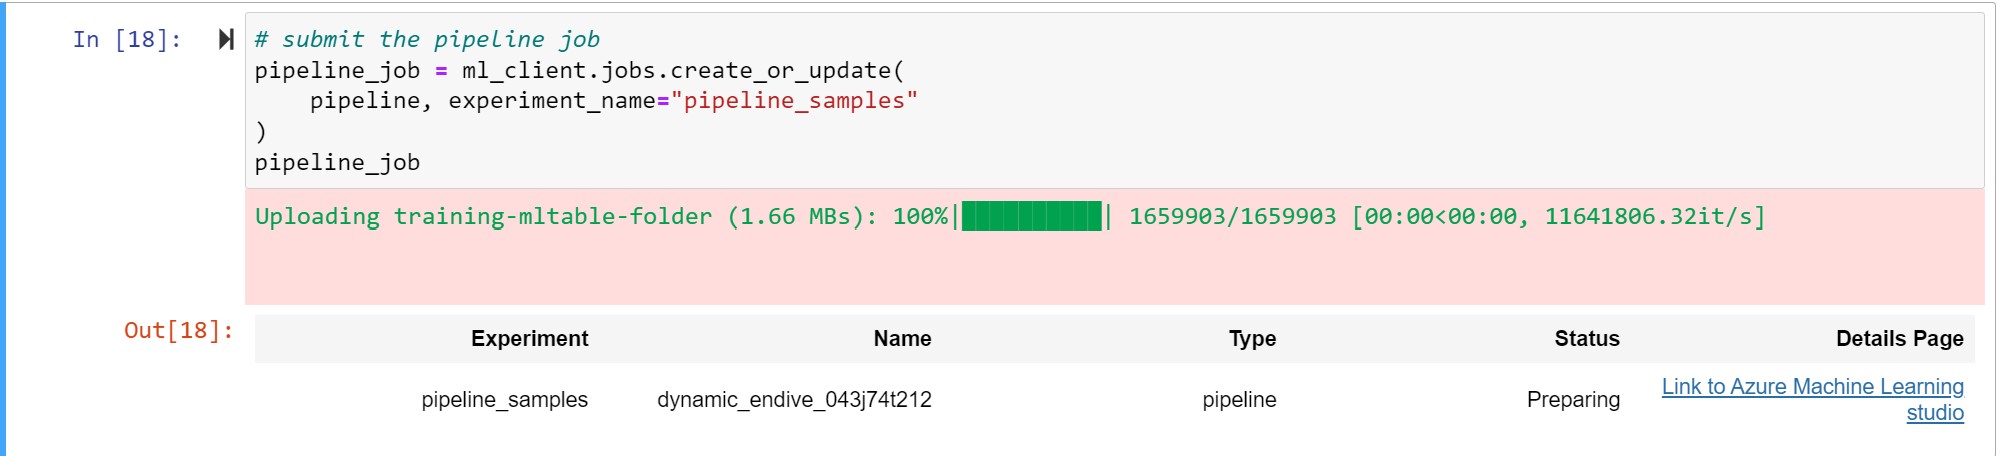 In [18]:
# submit the pipeline job
pipeline_job = ml_client.jobs.create_or_update(
    pipeline, experiment_name="pipeline_samples"
)
pipeline_job
Uploading training-mltable-folder (1.66 MBs): 100%|██████████| 1659903/1659903 [00:00<00:00, 11641806.32it/s]
Out[18]:
Experiment Name Type Status Details Page
pipeline_samples dynamic_endive_043j74t212 pipeline Preparing Link to Azure Machine Learning
studio